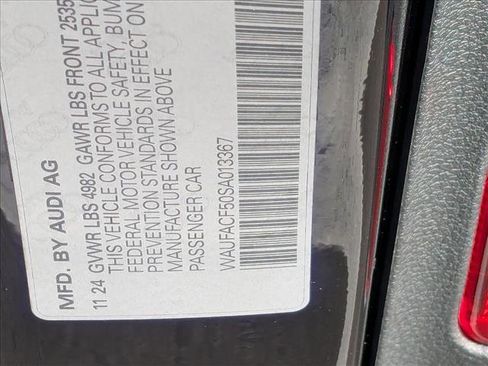 MFD. BY AUDI AG
11 24 GVWR LBS 4982 GAWR LBS FRONT 2535
THIS VEHICLE CONFORMS TO ALL APPLIC
FEDERAL MOTOR VEHICLE SAFETY, BUM
PREVENTION STANDARDS IN EFFECT ON
MANUFACTURE SHOWN ABOVE
PASSENGER CAR
WAUFACF50SA013367